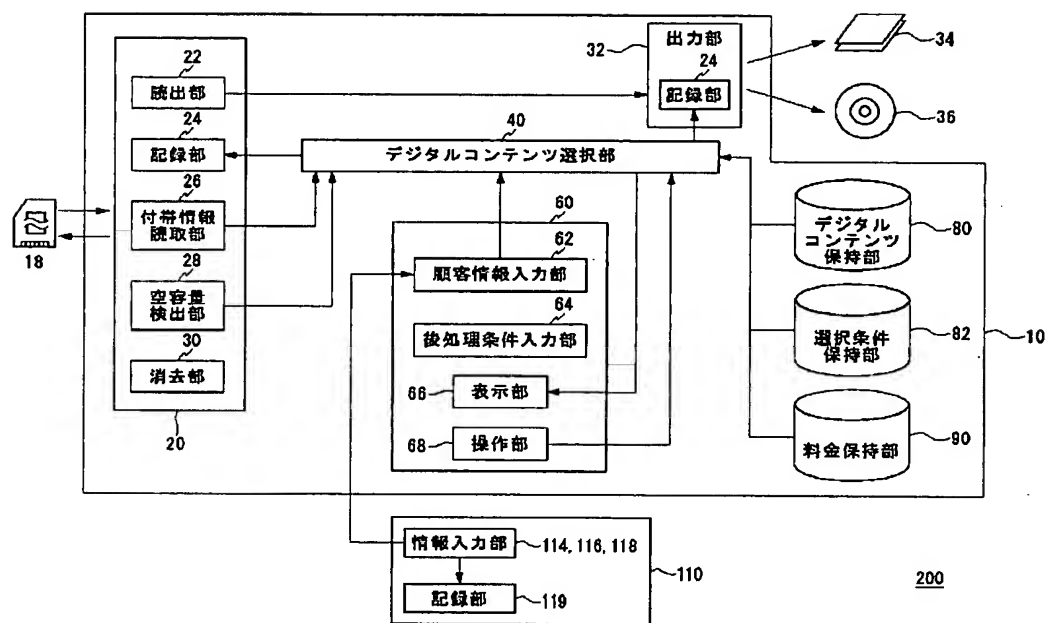 22
読出部
24
記録部
26
付帯情報
読取部
28
空容量
検出部
30
消去部
20
18
32
出力部
24
記録部
34
36
40
デジタルコンテンツ選択部
60
62
顧客情報入力部
64
後処理条件入力部
66
表示部
68
操作部
デジタル
コンテンツ
保持部
80
選択条件
保持部
82
料金保持部
90
10
情報入力部
114, 116, 118
記録部
119
110
200